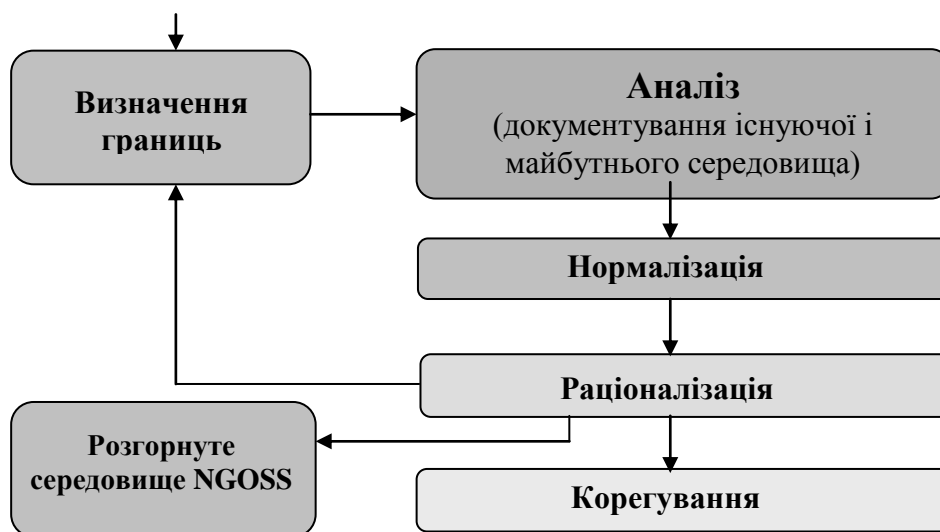 Визначення
границь
Аналіз
(документування існуючої і
майбутнього середовища)
Нормалізація
Раціоналізація
Розгорнуте
середовище NGOSS
Корегування